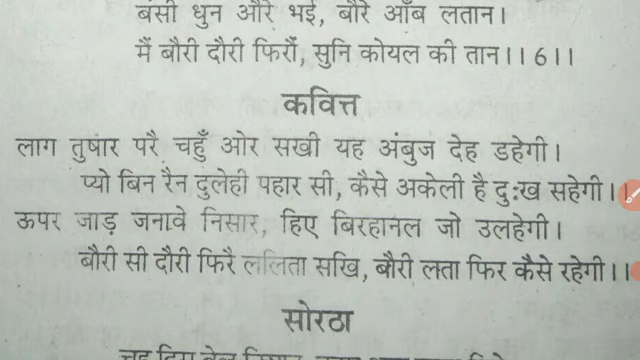 बंसी धुन औरे भई, बौरे आँब लतान।
मैं बौरी दौरी फिरौं, सुनि कोयल की तान।। 6।।
कवित्त
लाग तुषार परै चहुँ ओर सखी यह अंबुज देह डहेगी।
प्यो बिन रैन दुलेही पहार सी, कैसे अकेली है दुःख सहेगी।।
ऊपर जाड़ जनावे निसार, हिए बिरहानल जो उलहेगी।
बौरी सी दौरी फिरै ललिता सखि, बौरी लता फिर कैसे रहेगी।।
सोरठा